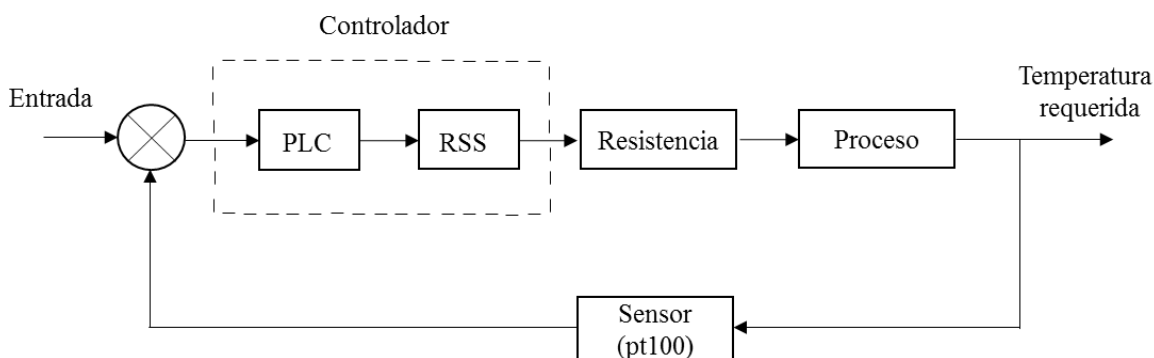 Controlador
Entrada
PLC
RSS
Resistencia
Proceso
Temperatura
requerida
Sensor
(pt100)